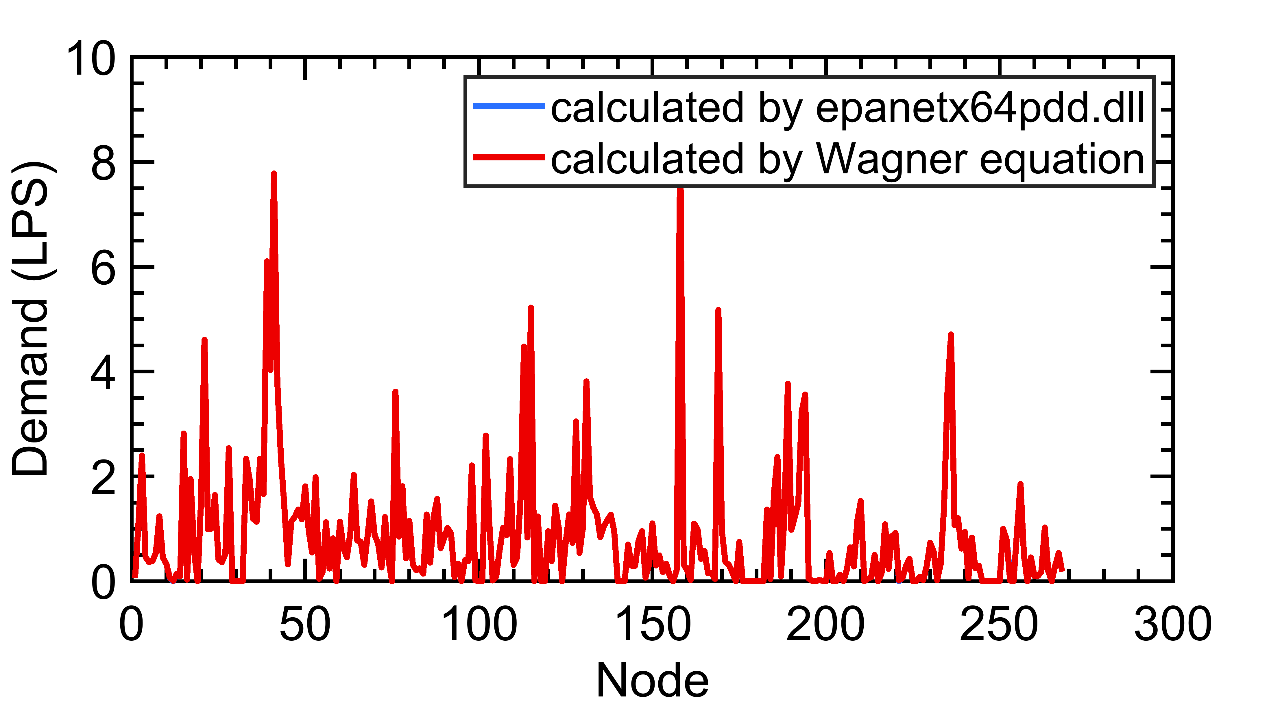 10
8
6
4
2
0
Demand (LPS)
calculated by epanetx64pdd.dll
calculated by Wagner equation
0 50 100 150 200 250 300
Node